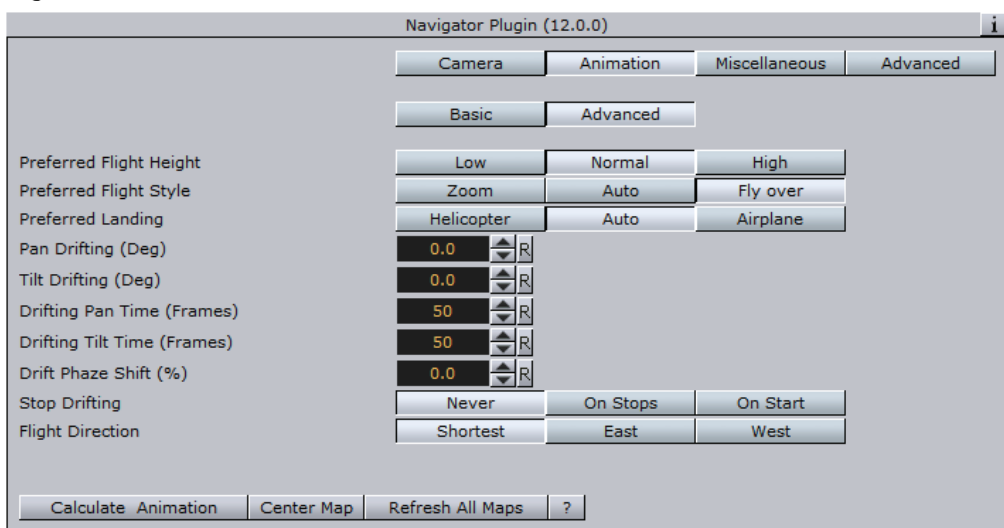 Navigator Plugin (12.0.0) i
Camera Animation Miscellaneous Advanced
Basic Advanced
Preferred Flight Height Low Normal High
Preferred Flight Style Zoom Auto Fly over
Preferred Landing Helicopter Auto Airplane
Pan Drifting (Deg) 0.0 R
Tilt Drifting (Deg) 0.0 R
Drifting Pan Time (Frames) 50 R
Drifting Tilt Time (Frames) 50 R
Drift Phaze Shift (%) 0.0 R
Stop Drifting Never On Stops On Start
Flight Direction Shortest East West
Calculate Animation Center Map Refresh All Maps ?